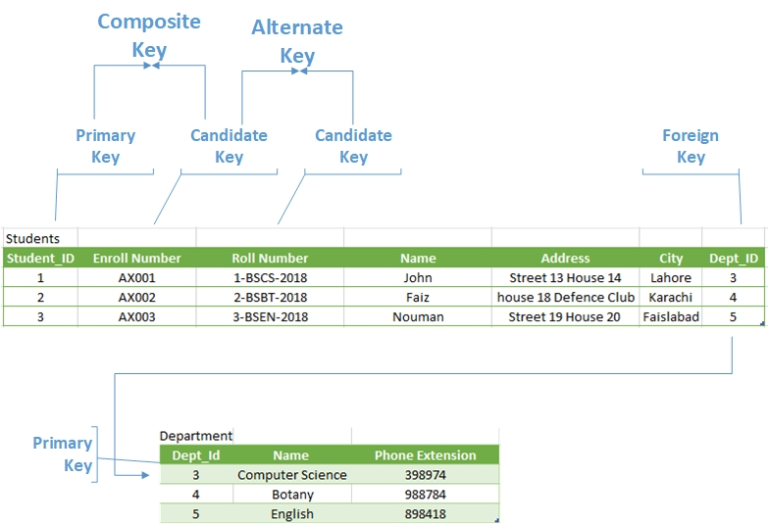 Composite Key
Alternate Key
Primary Key
Candidate Key
Candidate Key
Foreign Key
Students
Student_ID Enroll Number Roll Number Name Address City Dept_ID
1 AX001 1-BSCS-2018 John Street 13 House 14 Lahore 3
2 AX002 2-BSBT-2018 Faiz house 18 Defence Club Karachi 4
3 AX003 3-BSEN-2018 Nouman Street 19 House 20 Faislabad 5
Primary Key
Department
Dept_Id Name Phone Extension
3 Computer Science 398974
4 Botany 988784
5 English 898418